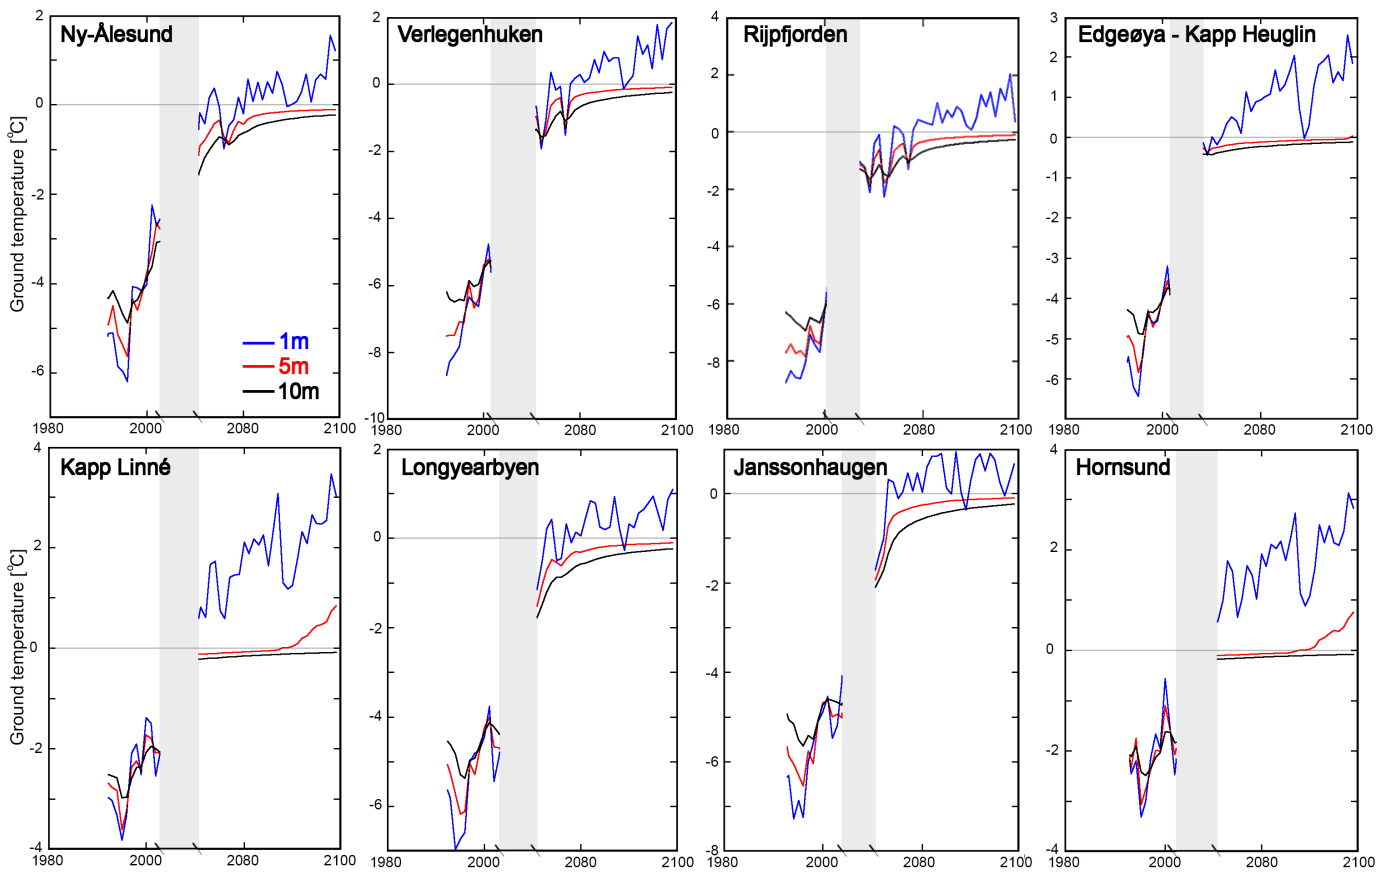 Ny-Ålesund
Verlegenhuken
Rijpfjorden
Edgeøya - Kapp Heuglin
2
0
-2
-4
-6
Ground temperature [°C]
1m
5m
10m
1980 2000 2080 2100
2
0
-2
-4
-6
-8
-10
1980 2000 2080 2100
4
2
0
-2
-4
-6
-8
1980 2000 2080 2100
3
2
1
0
-1
-2
-3
-4
-5
-6
1980 2000 2080 2100
Kapp Linné
Longyearbyen
Janssonhaugen
Hornsund
4
2
0
-2
-4
Ground temperature [°C]
1980 2000 2080 2100
2
0
-2
-4
-6
1980 2000 2080 2100
0
-2
-4
-6
-8
1980 2000 2080 2100
4
2
0
-2
-4
1980 2000 2080 2100